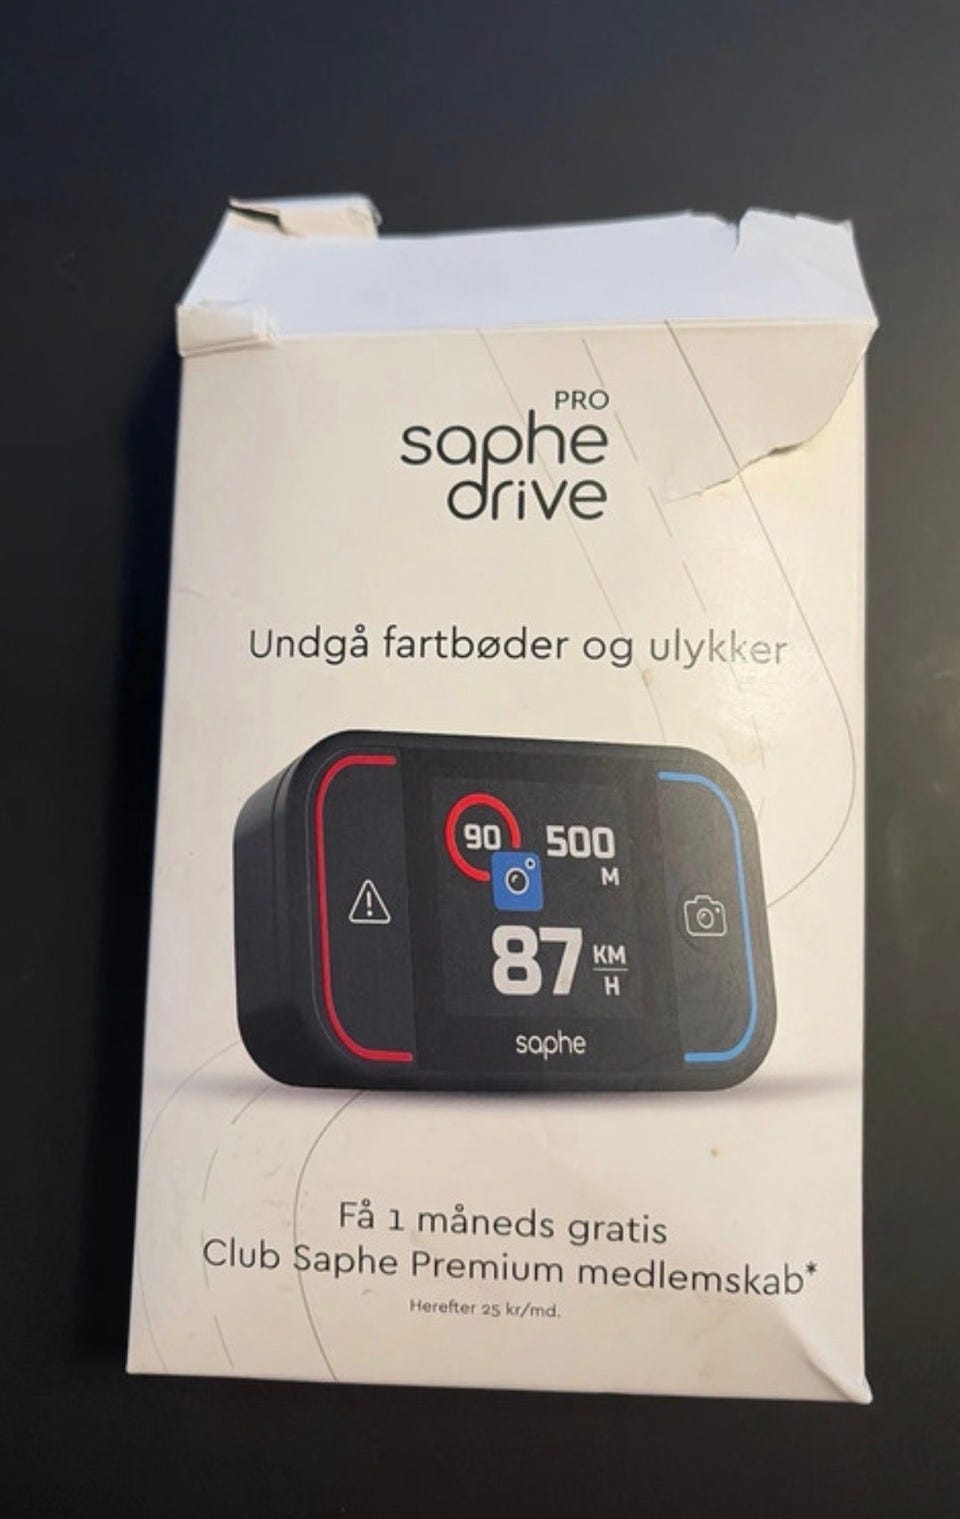 PRO
saphe
drive
Undgå fartbøder og ulykker
90
500
M
87
KM
H
saphe
Få 1 måneds gratis
Club Saphe Premium medlemskab*
Herefter 25 kr/md.